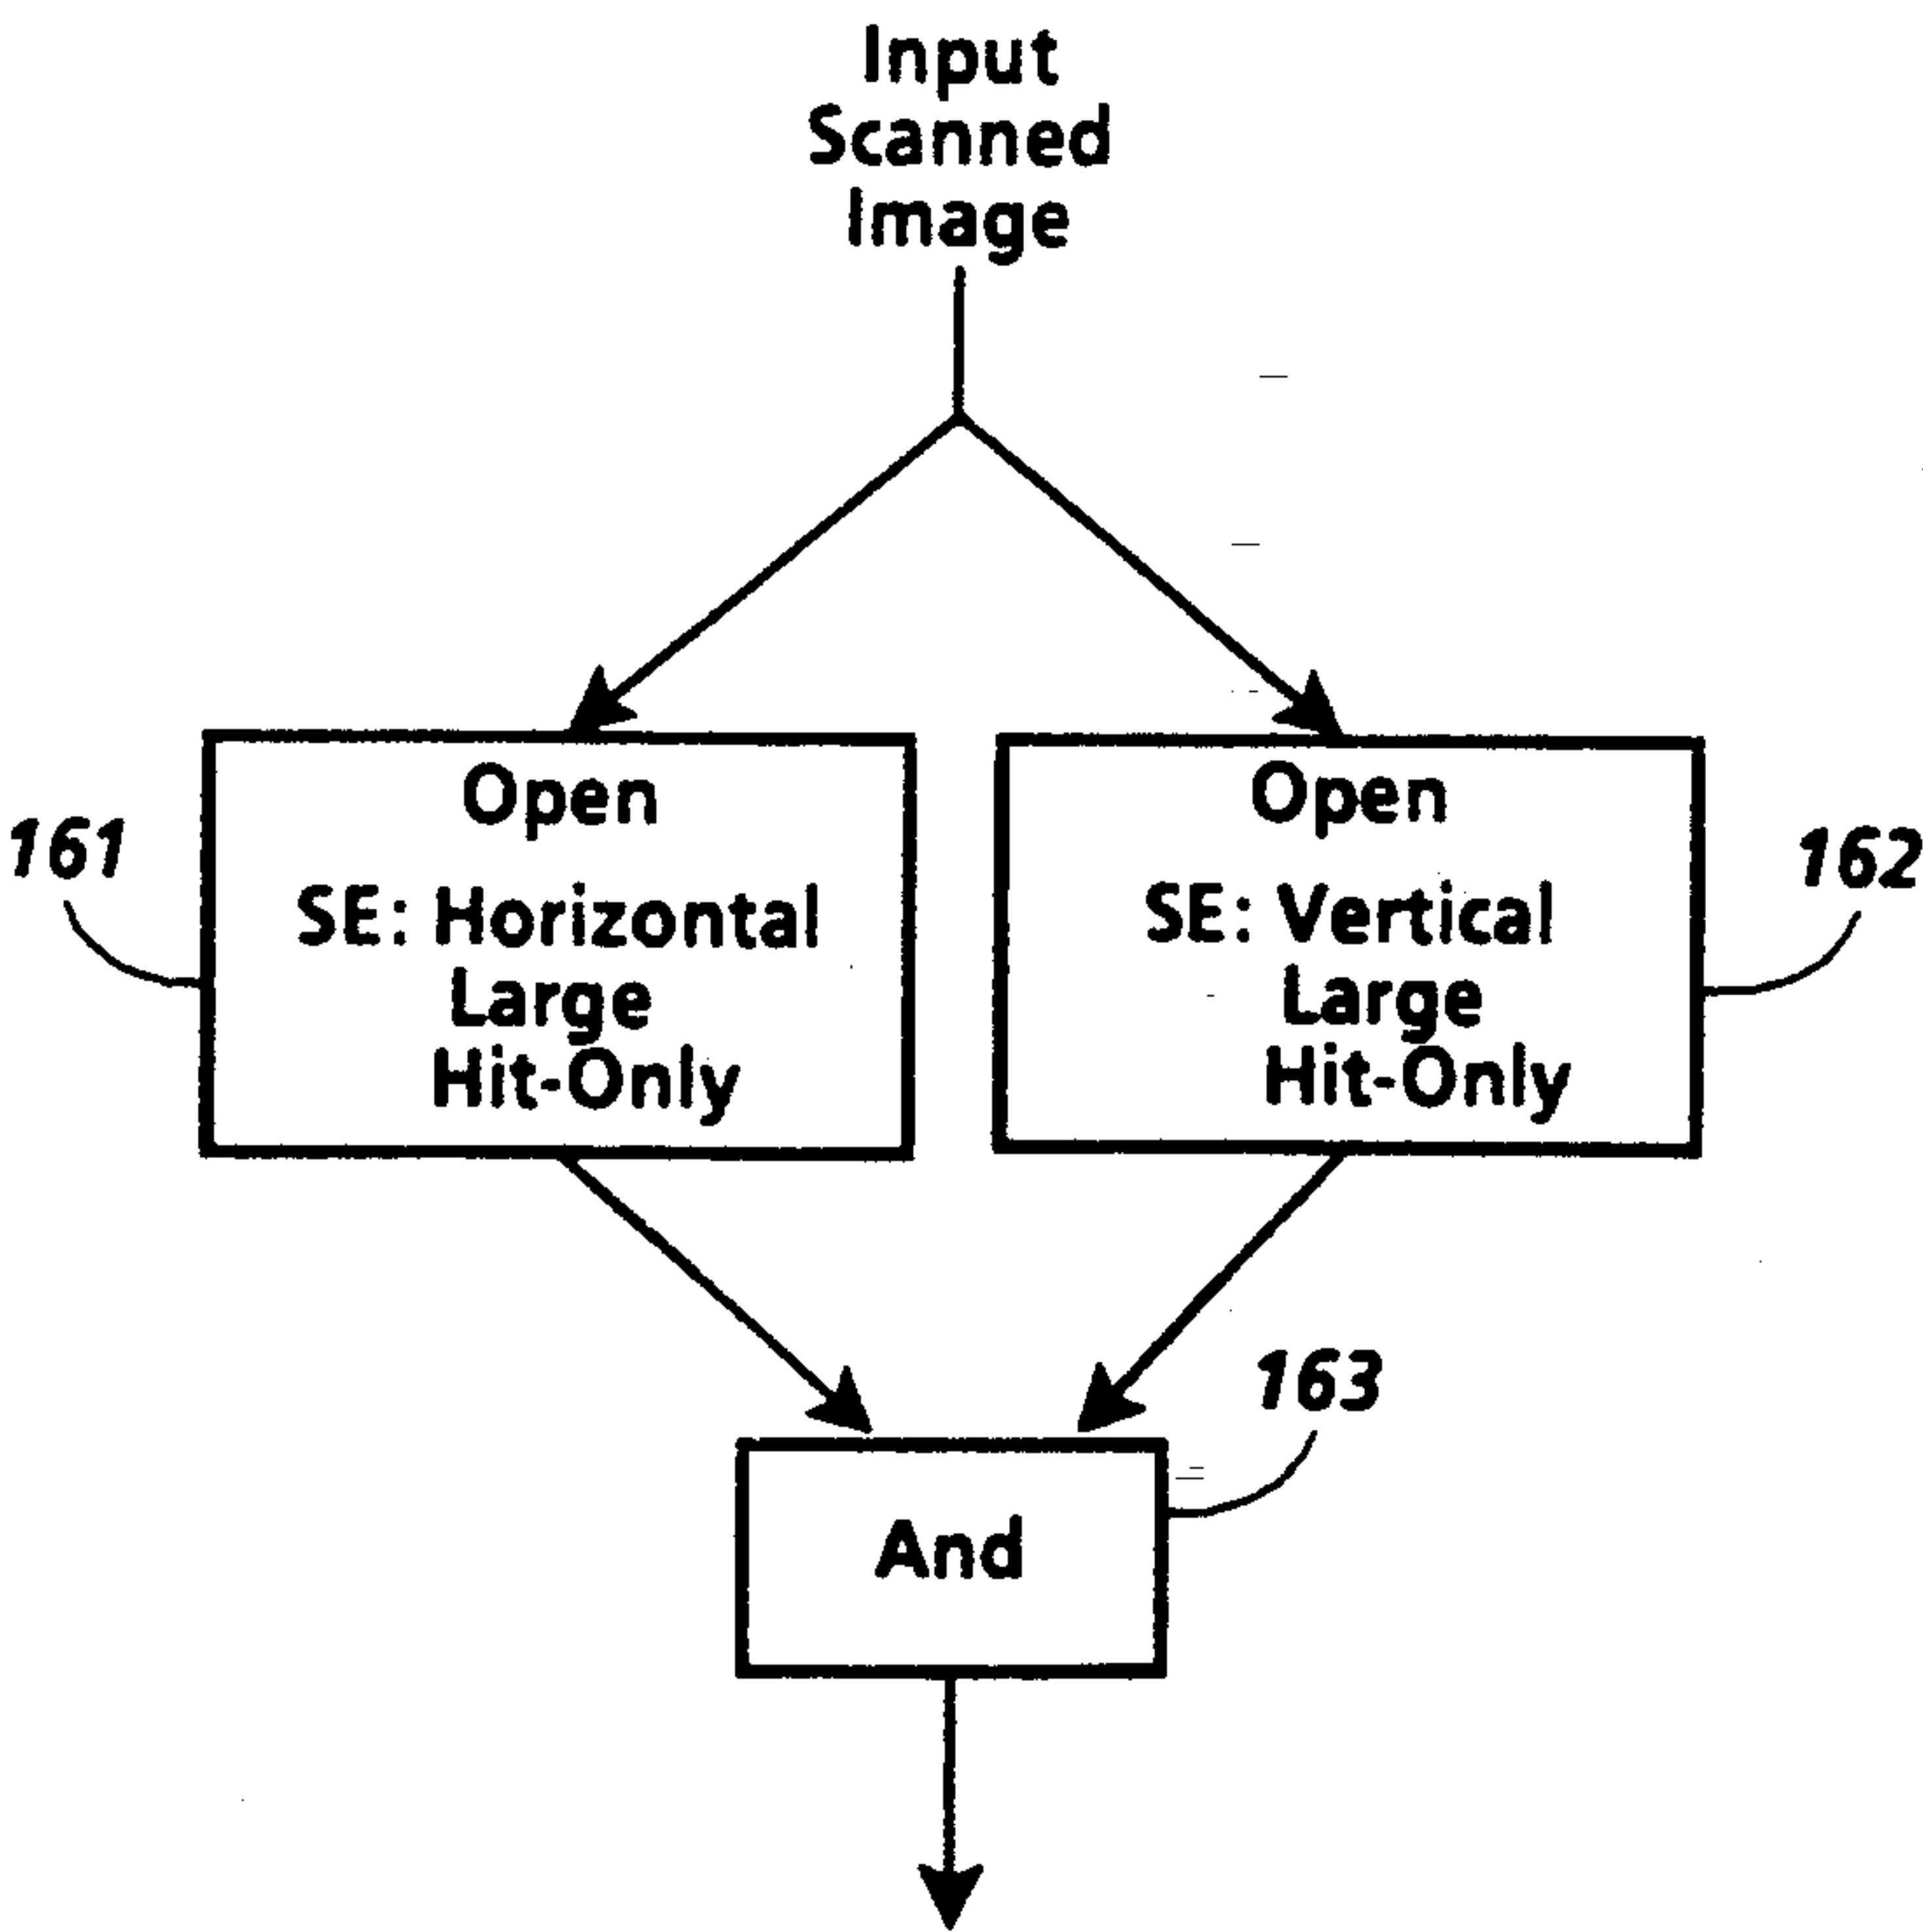 Input
Scanned
Image
161
Open
SE: Horizontal
Large
Hit-Only
Open
SE: Vertical
Large
Hit-Only
162
163
And